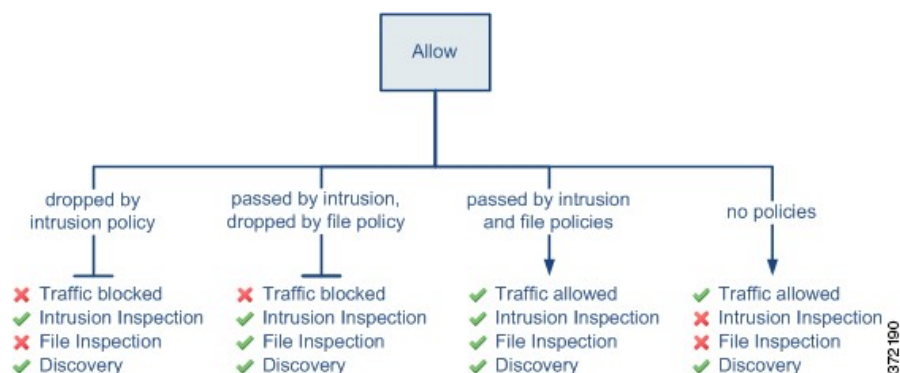 Allow
dropped by
intrusion policy
passed by intrusion,
dropped by file policy
passed by intrusion
and file policies
no policies
Traffic blocked
Intrusion Inspection
File Inspection
Discovery
Traffic blocked
Intrusion Inspection
File Inspection
Discovery
Traffic allowed
Intrusion Inspection
File Inspection
Discovery
Traffic allowed
Intrusion Inspection
File Inspection
Discovery
372190